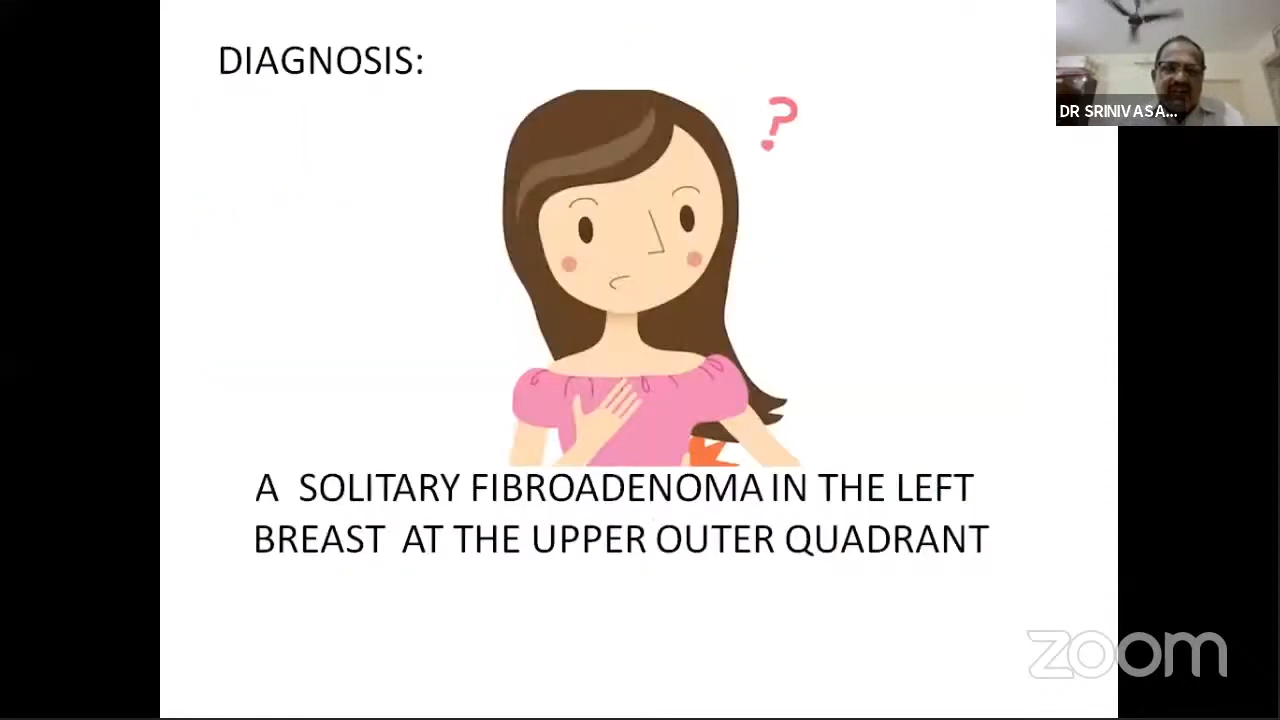 DIAGNOSIS:
?
DR SRINIVASA...
A SOLITARY FIBROADENOMA IN THE LEFT
BREAST AT THE UPPER OUTER QUADRANT
zoom